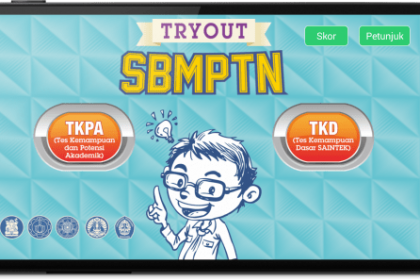 TRYOUT
SBMPTN
Skor
Petunjuk
TKPA
(Tes Kemampuan
dan Potensi
Akademik)
TKD
(Tes Kemampuan
Dasar SAINTEK)